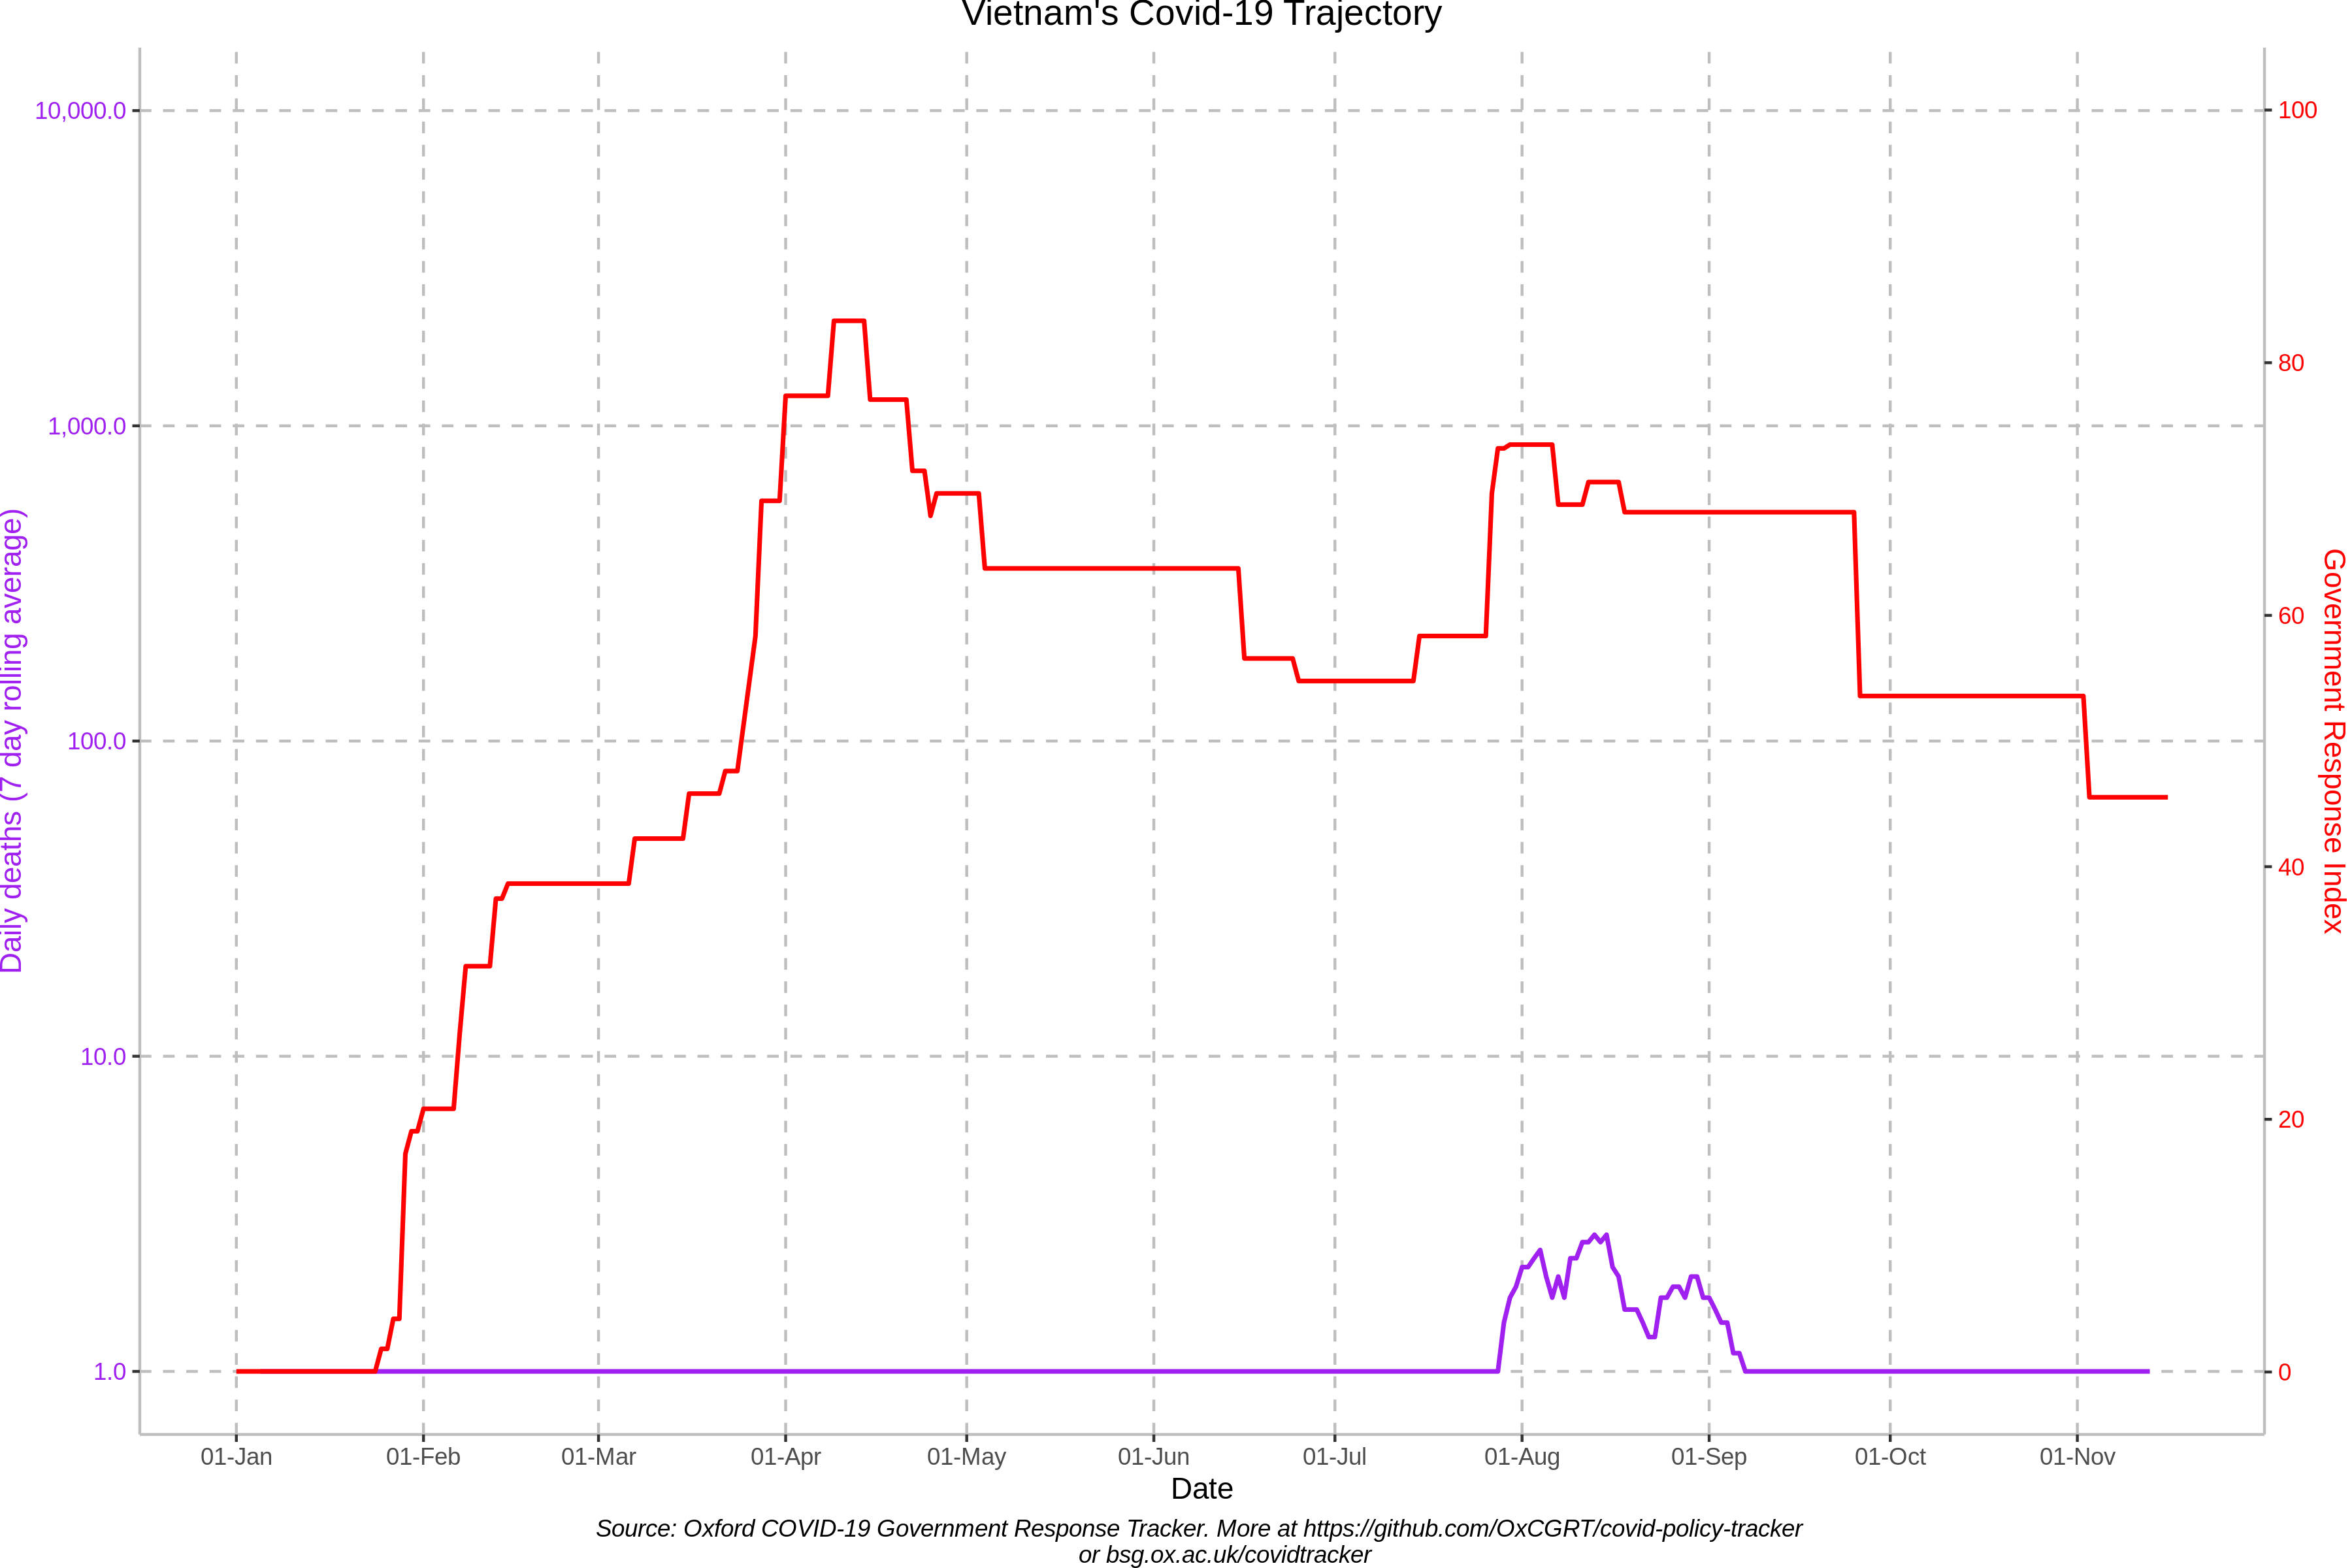 Vietnam's Covid-19 Trajectory
10,000.0
1,000.0
100.0
10.0
1.0
Daily deaths (7 day rolling average)
100
80
60
40
20
0
Government Response Index
01-Jan 01-Feb 01-Mar 01-Apr 01-May 01-Jun 01-Jul 01-Aug 01-Sep 01-Oct 01-Nov
Date
Source: Oxford COVID-19 Government Response Tracker. More at https://github.com/OxCGRT/covid-policy-tracker
or bsg.ox.ac.uk/covidtracker